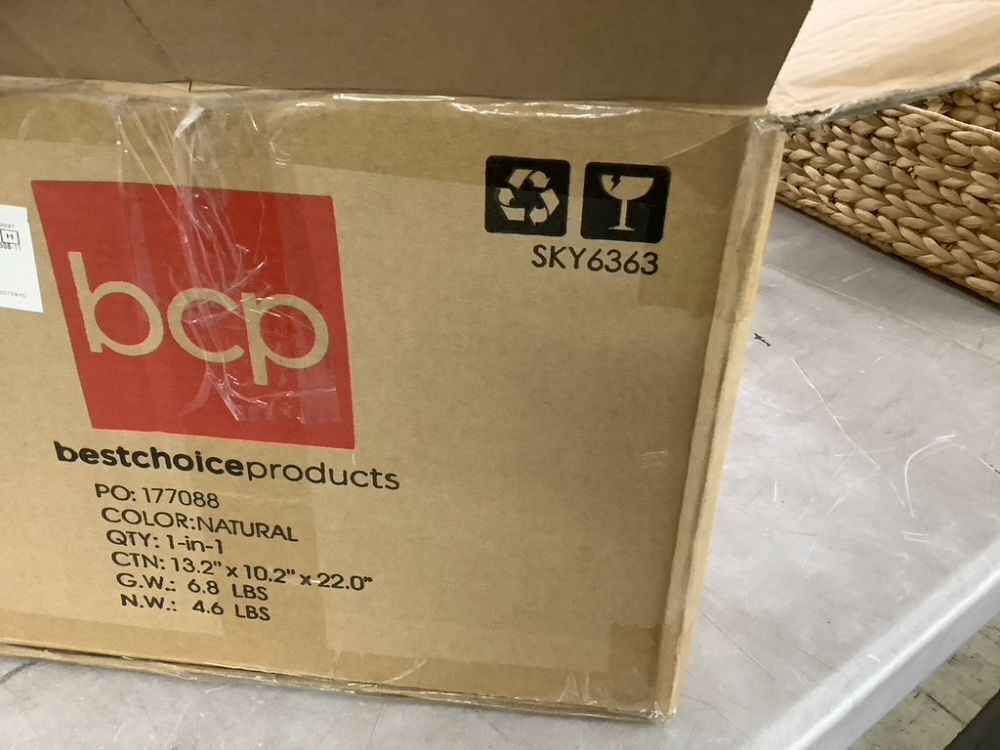 bcp
SKY6363
bestchoiceproducts
PO: 177088
COLOR:NATURAL
QTY: 1-in-1
CTN: 13.2" x 10.2" x 22.0"
G.W.: 6.8 LBS
N.W.: 4.6 LBS